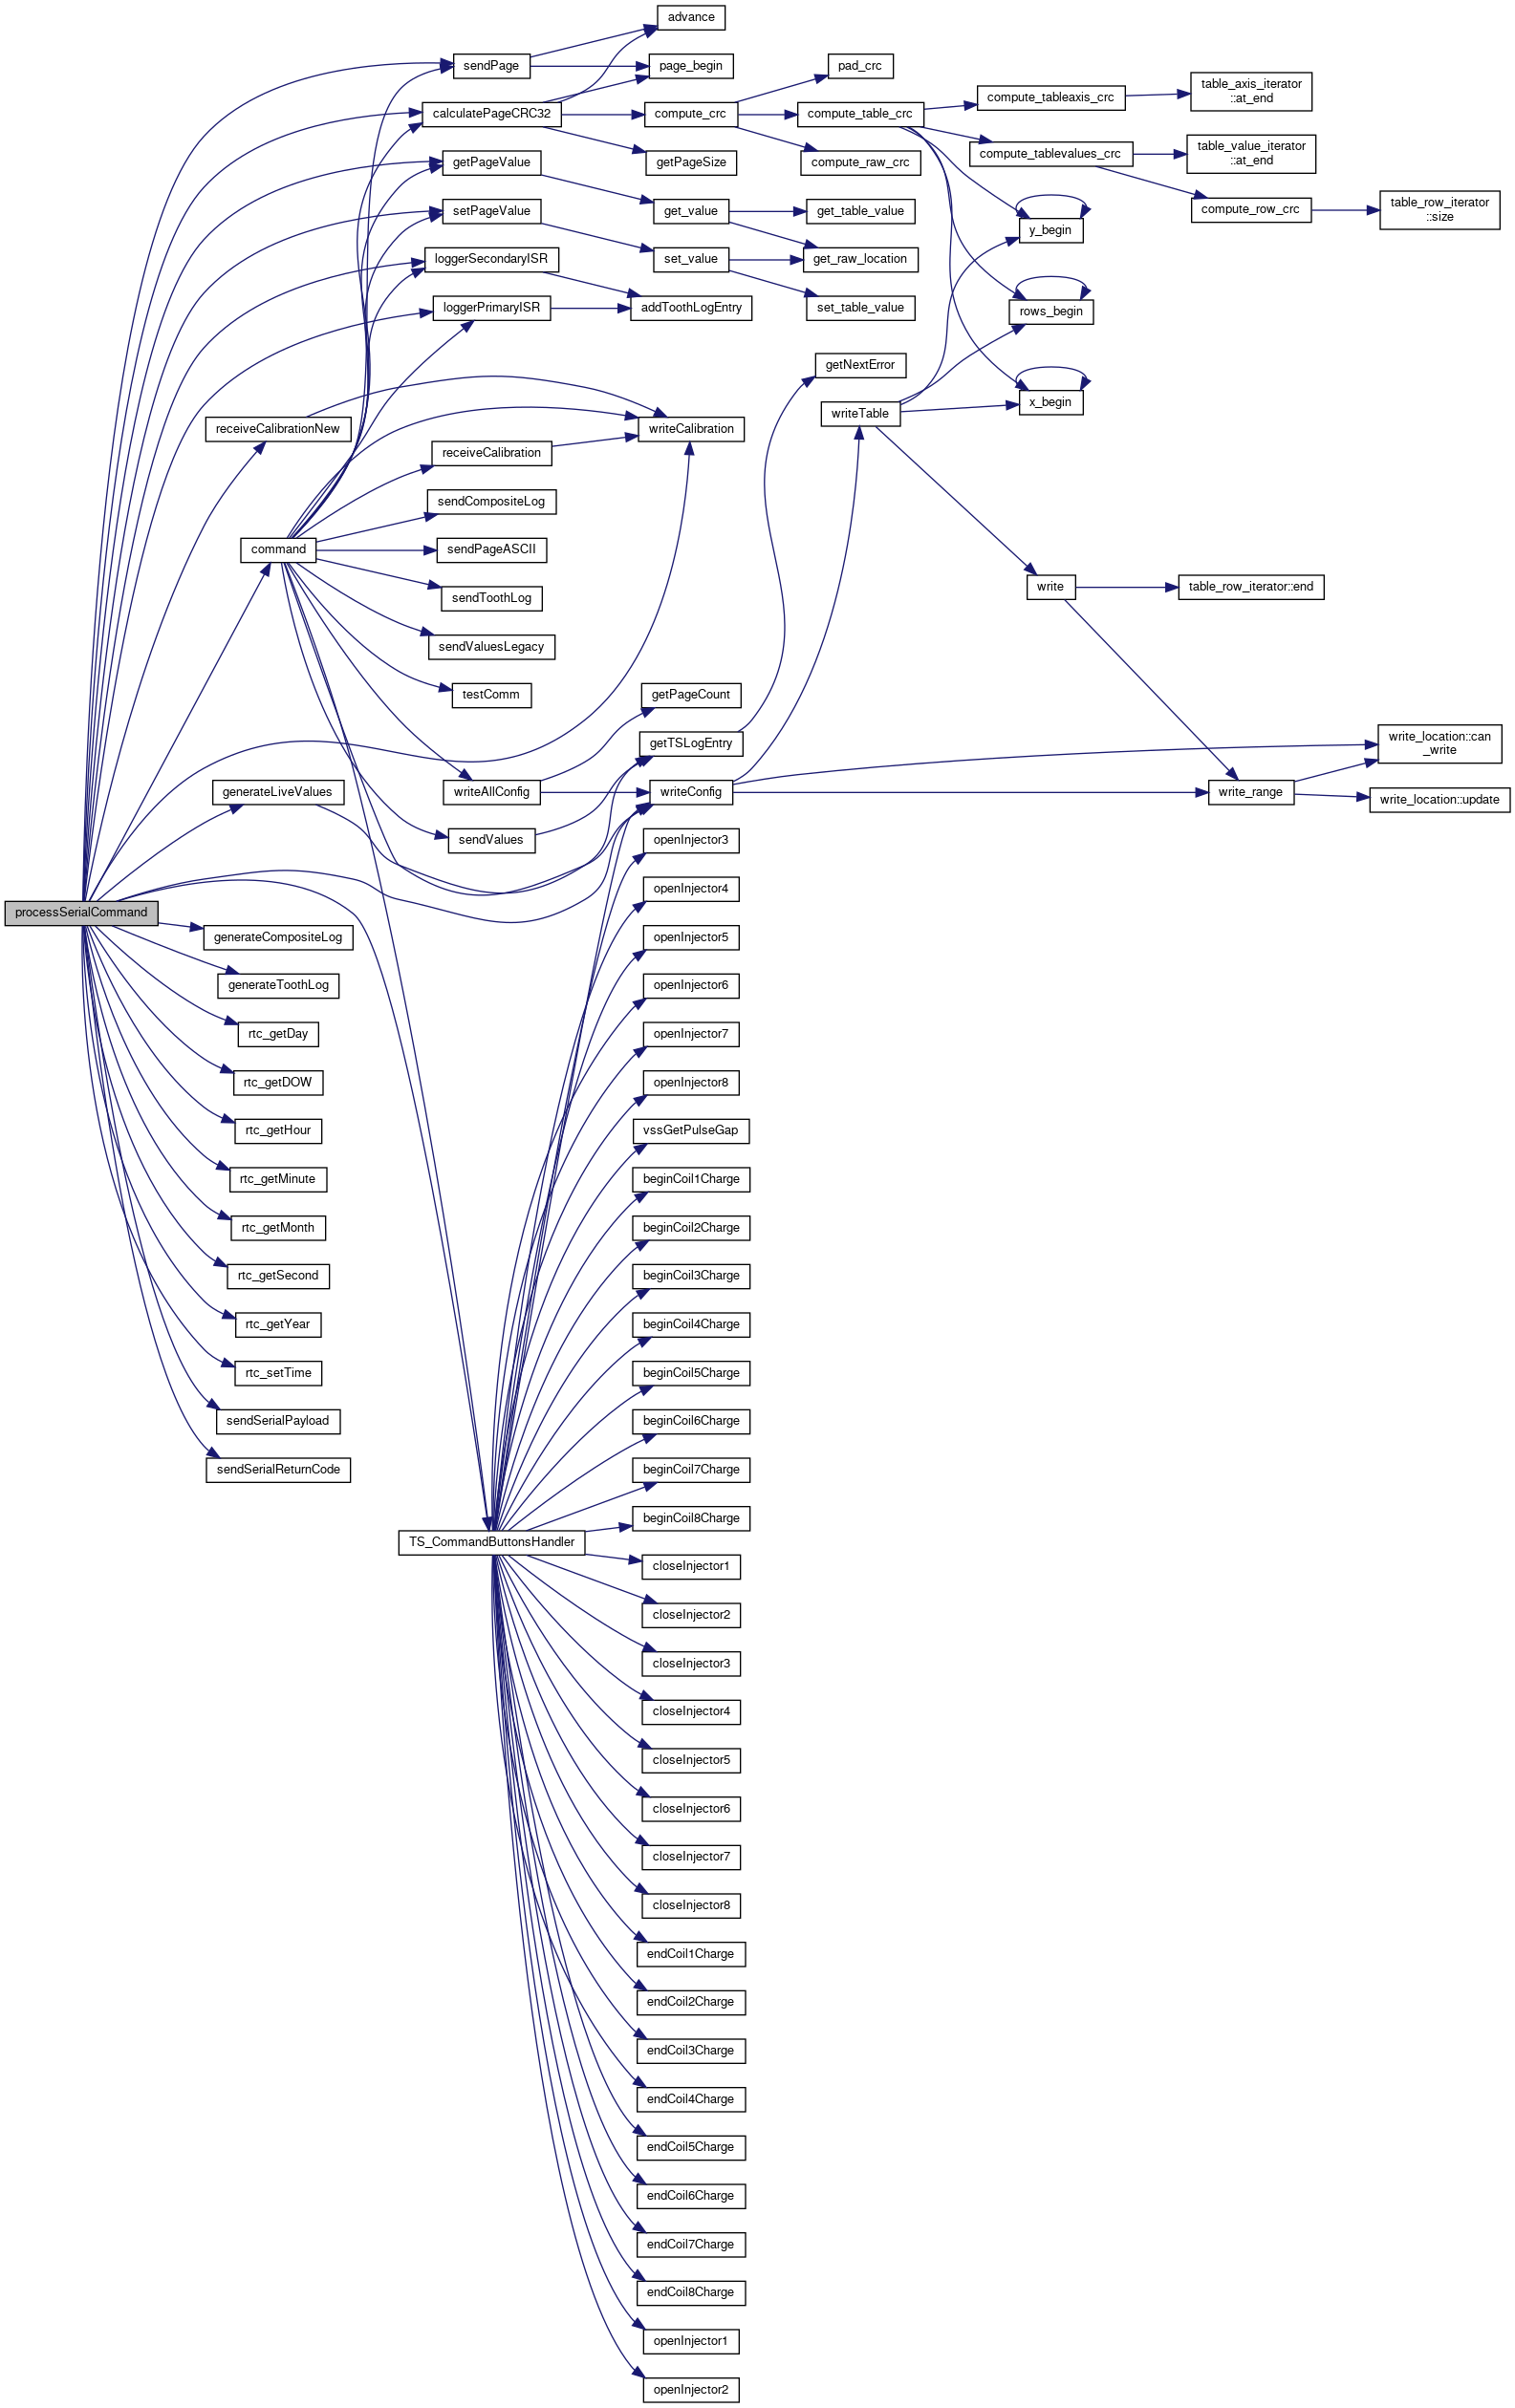 advance
sendPage
page_begin
pad_crc
table_axis_iterator
::at_end
compute_tableaxis_crc
calculatePageCRC32
compute_crc
compute_table_crc
table_value_iterator
::at_end
compute_tablevalues_crc
getPageValue
getPageSize
compute_raw_crc
table_row_iterator
::size
compute_row_crc
setPageValue
get_value
get_table_value
y_begin
loggerSecondaryISR
set_value
get_raw_location
loggerPrimaryISR
addToothLogEntry
set_table_value
rows_begin
getNextError
x_begin
writeTable
receiveCalibrationNew
writeCalibration
receiveCalibration
sendCompositeLog
command
sendPageASCII
sendToothLog
write
table_row_iterator::end
sendValuesLegacy
testComm
getPageCount
getTSLogEntry
write_location::can
_write
generateLiveValues
writeAllConfig
writeConfig
write_range
write_location::update
sendValues
openInjector3
openInjector4
processSerialCommand
generateCompositeLog
openInjector5
generateToothLog
openInjector6
rtc_getDay
openInjector7
rtc_getDOW
openInjector8
rtc_getHour
vssGetPulseGap
rtc_getMinute
beginCoil1Charge
rtc_getMonth
beginCoil2Charge
rtc_getSecond
beginCoil3Charge
rtc_getYear
beginCoil4Charge
rtc_setTime
beginCoil5Charge
sendSerialPayload
beginCoil6Charge
sendSerialReturnCode
beginCoil7Charge
beginCoil8Charge
TS_CommandButtonsHandler
closeInjector1
closeInjector2
closeInjector3
closeInjector4
closeInjector5
closeInjector6
closeInjector7
closeInjector8
endCoil1Charge
endCoil2Charge
endCoil3Charge
endCoil4Charge
endCoil5Charge
endCoil6Charge
endCoil7Charge
endCoil8Charge
openInjector1
openInjector2